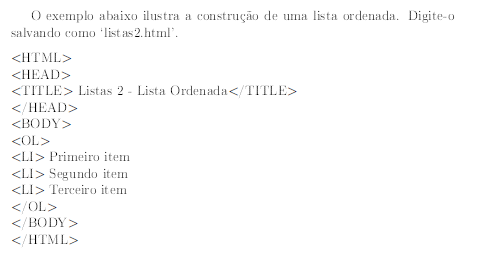 O exemplo abaixo ilustra a construção de uma lista ordenada. Digite-o
salvando como ‘listas2.html’.
<HTML>
<HEAD>
<TITLE> Listas 2 - Lista Ordenada</TITLE>
</HEAD>
<BODY>
<OL>
<LI> Primeiro item
<LI> Segundo item
<LI> Terceiro item
</OL>
</BODY>
</HTML>